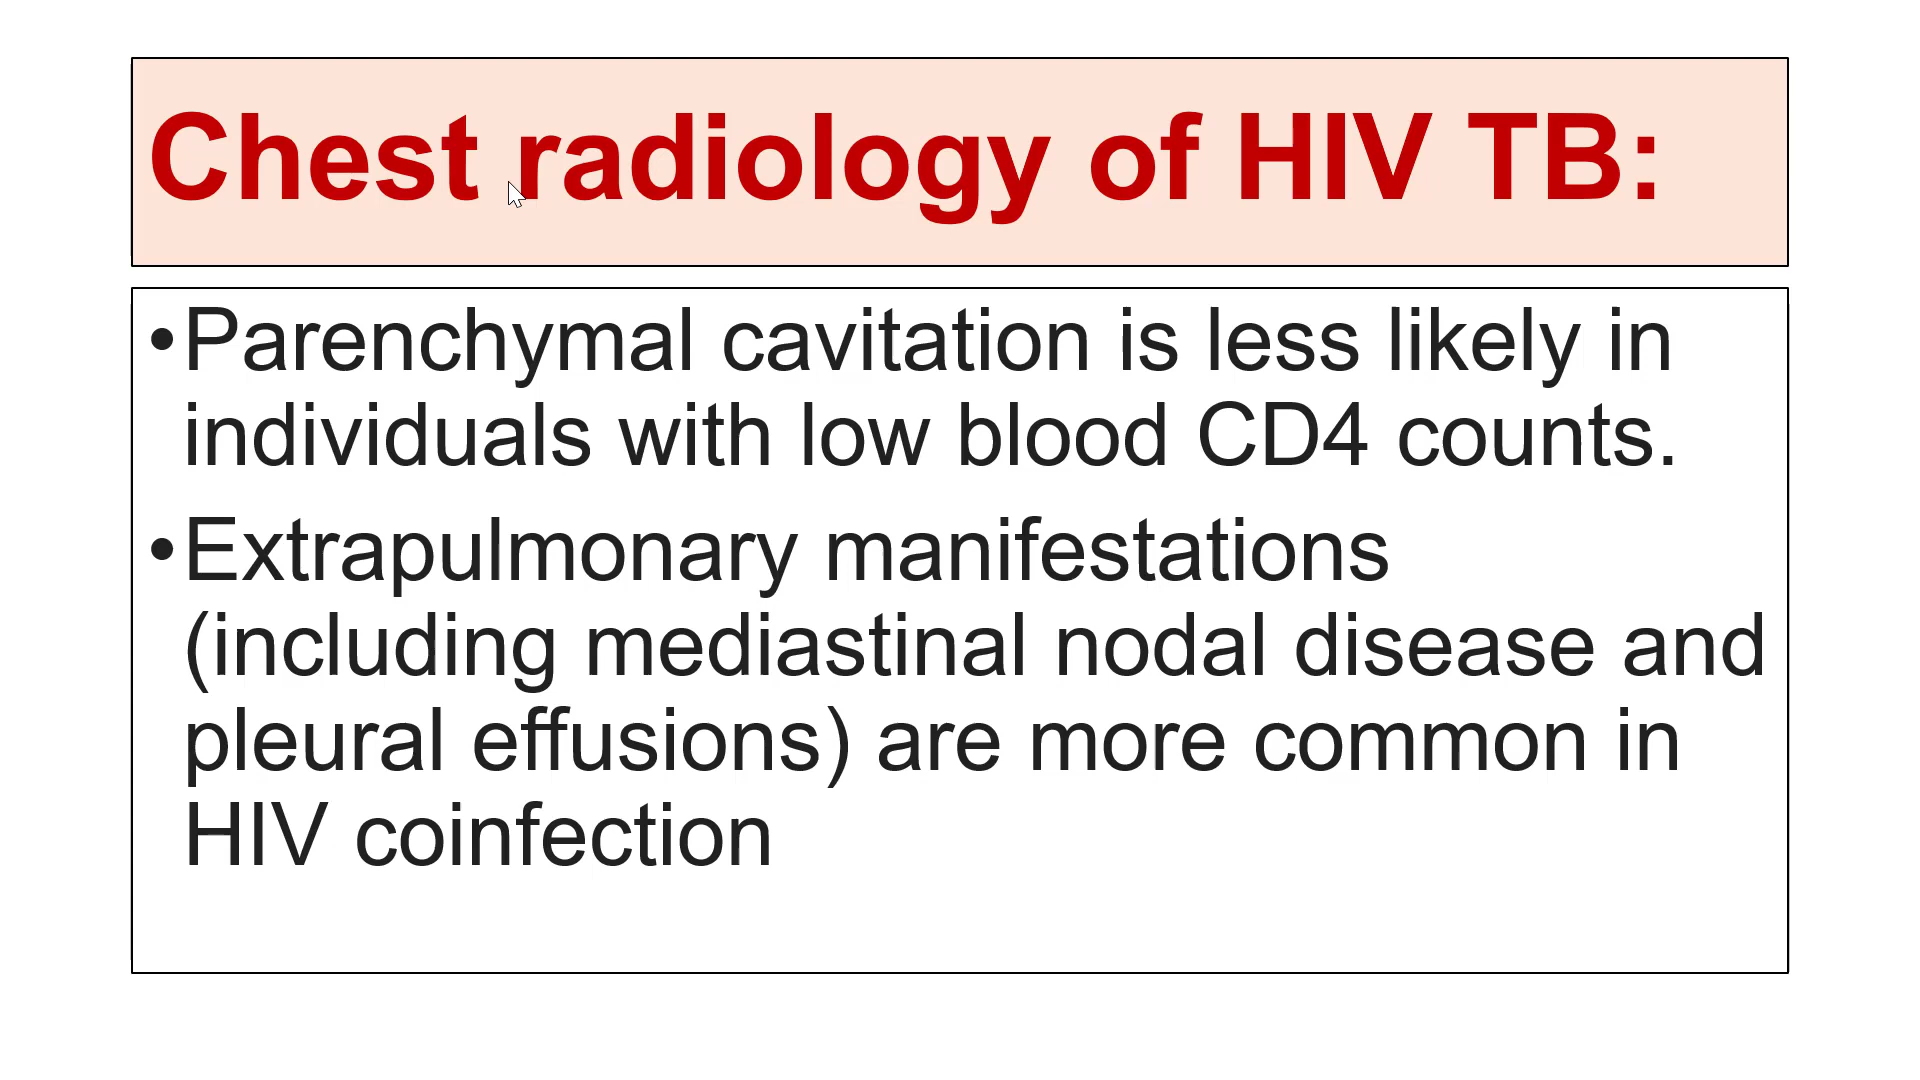 Chest radiology of HIV TB:
•Parenchymal cavitation is less likely in
individuals with low blood CD4 counts.
•Extrapulmonary manifestations
(including mediastinal nodal disease and
pleural effusions) are more common in
HIV coinfection